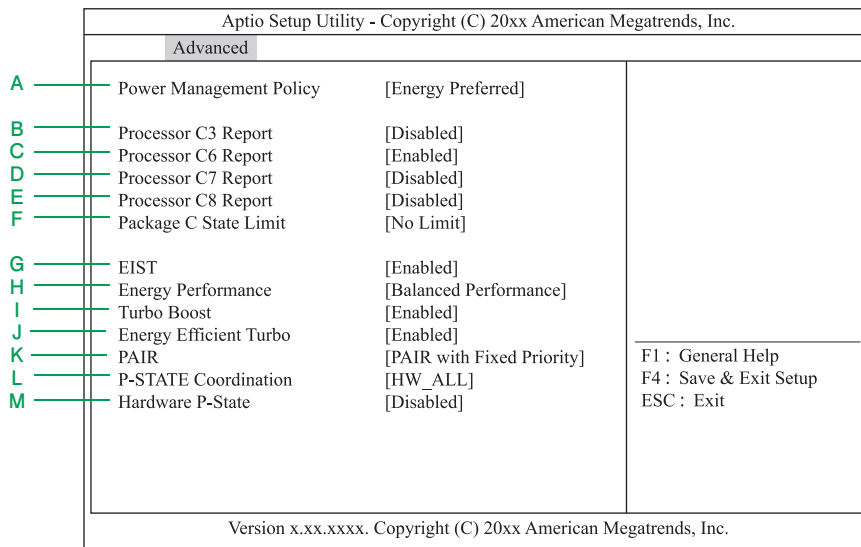 Aptio Setup Utility - Copyright (C) 20xx American Megatrends, Inc.
Advanced
A Power Management Policy [Energy Preferred]
B Processor C3 Report [Disabled]
C Processor C6 Report [Enabled]
D Processor C7 Report [Disabled]
E Processor C8 Report [Disabled]
F Package C State Limit [No Limit]
G EIST [Enabled]
H Energy Performance [Balanced Performance]
I Turbo Boost [Enabled]
J Energy Efficient Turbo [Enabled]
K PAIR [PAIR with Fixed Priority]
L P-STATE Coordination [HW_ALL]
M Hardware P-State [Disabled]
F1 : General Help
F4 : Save & Exit Setup
ESC : Exit
Version x.xx.xxxx. Copyright (C) 20xx American Megatrends, Inc.